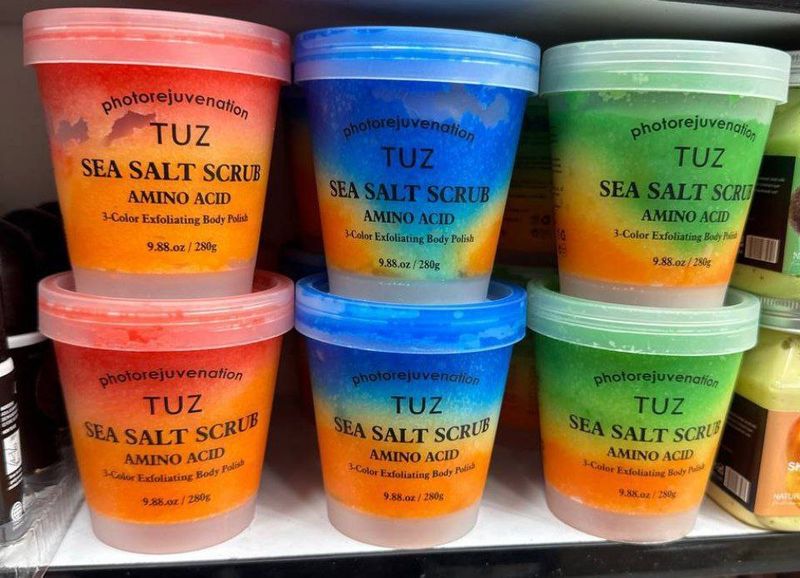 photorejuvenation
TUZ
SEA SALT SCRUB
AMINO ACID
3-Color Exfoliating Body Polish
9.88.oz / 280g
photorejuvenation
TUZ
SEA SALT SCRUB
AMINO ACID
3-Color Exfoliating Body Polish
9.88.oz / 280g
photorejuvenation
TUZ
SEA SALT SCRUB
AMINO ACID
3-Color Exfoliating Body Polish
9.88.oz / 280g
photorejuvenation
TUZ
SEA SALT SCRUB
AMINO ACID
3-Color Exfoliating Body Polish
9.88.oz / 280g
photorejuvenation
TUZ
SEA SALT SCRUB
AMINO ACID
3-Color Exfoliating Body Polish
9.88.oz / 280g
photorejuvenation
TUZ
SEA SALT SCRUB
AMINO ACID
3-Color Exfoliating Body Polish
9.88.oz / 280g